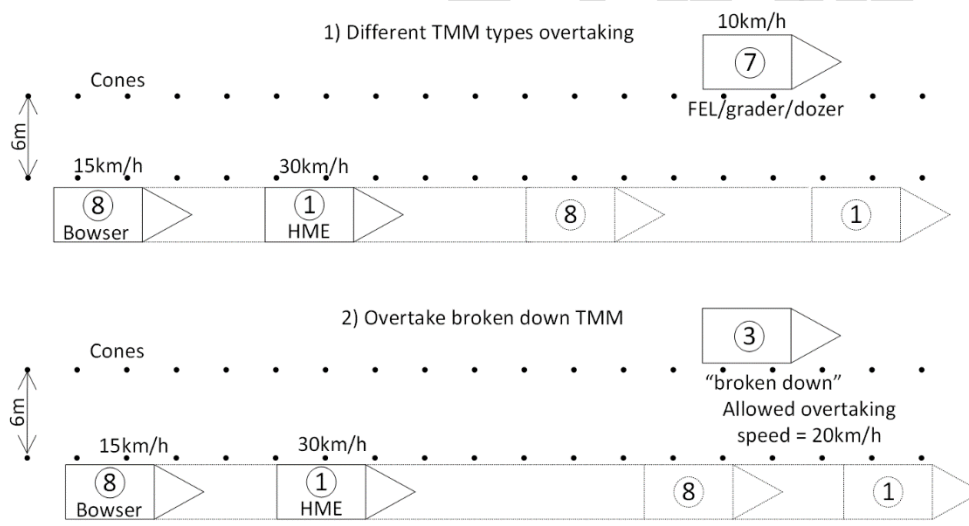 1) Different TMM types overtaking
10km/h
7
FEL/grader/dozer
Cones
6m
15km/h
30km/h
8
Bowser
1
HME
8
1
2) Overtake broken down TMM
3
"broken down"
Allowed overtaking
speed = 20km/h
Cones
6m
15km/h
30km/h
8
Bowser
1
HME
8
1